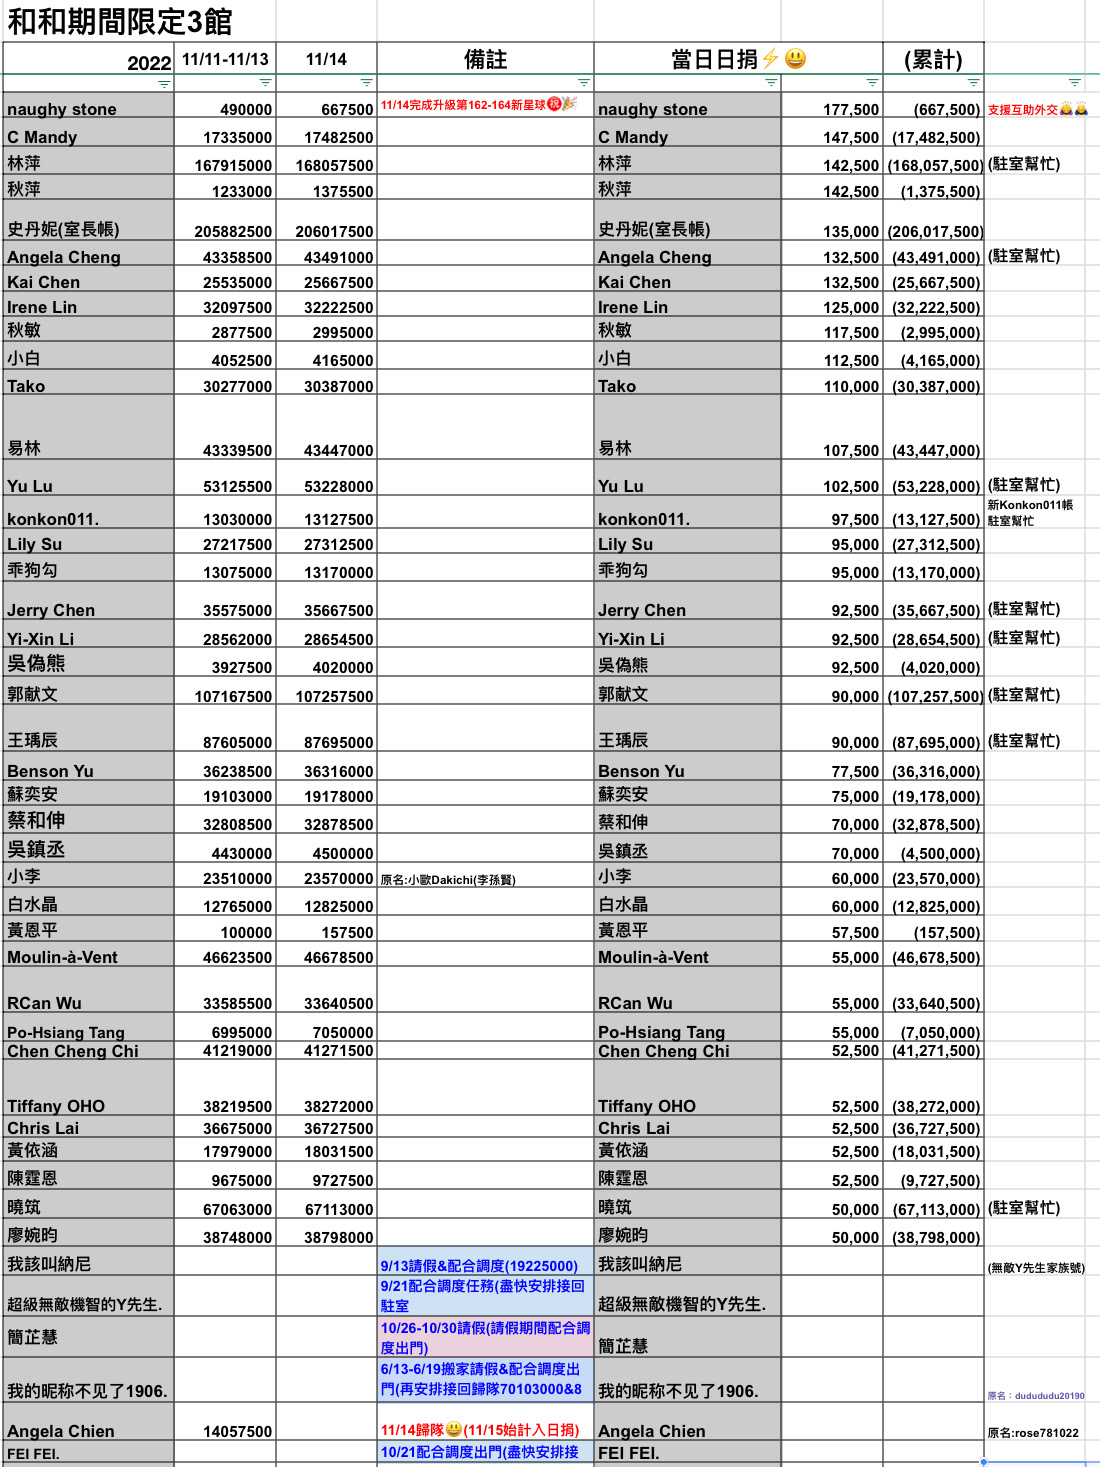 和和期間限定3館
2022 11/11-11/13 11/14 備註 當日日捐⚡😃 (累計)
naughy stone 490000 667500 11/14完成升級第162-164新星球㊗️🎉 naughy stone 177,500 (667,500) 支援互助外交
C Mandy 17335000 17482500 C Mandy 147,500 (17,482,500)
林萍 167915000 168057500 林萍 142,500 (168,057,500) (駐室幫忙)
秋萍 1233000 1375500 秋萍 142,500 (1,375,500)
史丹妮(室長帳) 205882500 206017500 史丹妮(室長帳) 135,000 (206,017,500)
Angela Cheng 43358500 43491000 Angela Cheng 132,500 (43,491,000) (駐室幫忙)
Kai Chen 25535000 25667500 Kai Chen 132,500 (25,667,500)
Irene Lin 32097500 32222500 Irene Lin 125,000 (32,222,500)
秋敏 2877500 2995000 秋敏 117,500 (2,995,000)
小白 4052500 4165000 小白 112,500 (4,165,000)
Tako 30277000 30387000 Tako 110,000 (30,387,000)
易林 43339500 43447000 易林 107,500 (43,447,000)
Yu Lu 53125500 53228000 Yu Lu 102,500 (53,228,000) (駐室幫忙)
新Konkon011帳
konkon011. 13030000 13127500 konkon011. 97,500 (13,127,500) 駐室幫忙
Lily Su 27217500 27312500 Lily Su 95,000 (27,312,500)
乖狗勾 13075000 13170000 乖狗勾 95,000 (13,170,000)
Jerry Chen 35575000 35667500 Jerry Chen 92,500 (35,667,500) (駐室幫忙)
Yi-Xin Li 28562000 28654500 Yi-Xin Li 92,500 (28,654,500) (駐室幫忙)
吳偽熊 3927500 4020000 吳偽熊 92,500 (4,020,000)
郭献文 107167500 107257500 郭献文 90,000 (107,257,500) (駐室幫忙)
王瑀辰 87605000 87695000 王瑀辰 90,000 (87,695,000) (駐室幫忙)
Benson Yu 36238500 36316000 Benson Yu 77,500 (36,316,000)
蘇奕安 19103000 19178000 蘇奕安 75,000 (19,178,000)
蔡和伸 32808500 32878500 蔡和伸 70,000 (32,878,500)
吳鎮丞 4430000 4500000 吳鎮丞 70,000 (4,500,000)
小李 23510000 23570000 原名:小歐Dakichi(李孫賢) 小李 60,000 (23,570,000)
白水晶 12765000 12825000 白水晶 60,000 (12,825,000)
黃恩平 100000 157500 黃恩平 57,500 (157,500)
Moulin-à-Vent 46623500 46678500 Moulin-à-Vent 55,000 (46,678,500)
RCan Wu 33585500 33640500 RCan Wu 55,000 (33,640,500)
Po-Hsiang Tang 6995000 7050000 Po-Hsiang Tang 55,000 (7,050,000)
Chen Cheng Chi 41219000 41271500 Chen Cheng Chi 52,500 (41,271,500)
Tiffany OHO 38219500 38272000 Tiffany OHO 52,500 (38,272,000)
Chris Lai 36675000 36727500 Chris Lai 52,500 (36,727,500)
黃依涵 17979000 18031500 黃依涵 52,500 (18,031,500)
陳霆恩 9675000 9727500 陳霆恩 52,500 (9,727,500)
曉筑 67063000 67113000 曉筑 50,000 (67,113,000) (駐室幫忙)
廖婉昀 38748000 38798000 廖婉昀 50,000 (38,798,000)
我該叫納尼 9/13請假&配合調度(19225000) 我該叫納尼 (無敵Y先生家族號)
9/21配合調度任務(盡快安排接回
超級無敵機智的Y先生. 駐室 超級無敵機智的Y先生.
10/26-10/30請假(請假期間配合調
簡芷慧 度出門) 簡芷慧
6/13-6/19搬家請假&配合調度出
我的昵称不见了1906. 門(再安排接回歸隊70103000&8 我的昵称不见了1906. 原名：dudududu20190
Angela Chien 14057500 11/14歸隊😃(11/15始計入日捐) Angela Chien 原名:rose781022
FEI FEI. 10/21配合調度出門(盡快安排接 FEI FEI.